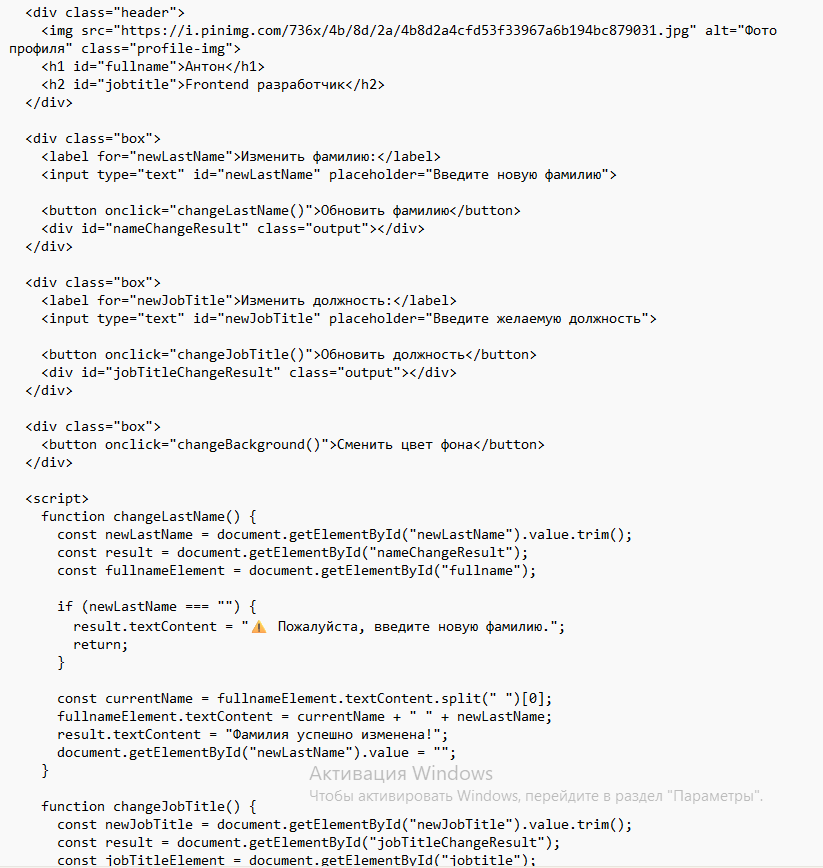 <div class="header">
<img src="https://i.pinimg.com/736x/4b/8d/2a/4b8d2a4cfd53f33967a6b194bc879031.jpg" alt="Фото
профиля" class="profile-img">
<h1 id="fullname">Антон</h1>
<h2 id="jobtitle">Frontend разработчик</h2>
</div>
<div class="box">
<label for="newLastName">Изменить фамилию:</label>
<input type="text" id="newLastName" placeholder="Введите новую фамилию">
<button onclick="changeLastName()">Обновить фамилию</button>
<div id="nameChangeResult" class="output"></div>
</div>
<div class="box">
<label for="newJobTitle">Изменить должность:</label>
<input type="text" id="newJobTitle" placeholder="Введите желаемую должность">
<button onclick="changeJobTitle()">Обновить должность</button>
<div id="jobTitleChangeResult" class="output"></div>
</div>
<div class="box">
<button onclick="changeBackground()">Сменить цвет фона</button>
</div>
<script>
function changeLastName() {
const newLastName = document.getElementById("newLastName").value.trim();
const result = document.getElementById("nameChangeResult");
const fullnameElement = document.getElementById("fullname");
if (newLastName === "") {
result.textContent = "⚠️ Пожалуйста, введите новую фамилию.";
return;
}
const currentName = fullnameElement.textContent.split(" ")[0];
fullnameElement.textContent = currentName + " " + newLastName;
result.textContent = "Фамилия успешно изменена!";
document.getElementById("newLastName").value = "";
}
Активация Windows
Чтобы активировать Windows, перейдите в раздел "Параметры".
function changeJobTitle() {
const newJobTitle = document.getElementById("newJobTitle").value.trim();
const result = document.getElementById("jobTitleChangeResult");
const jobTitleElement = document.getElementById("jobtitle");